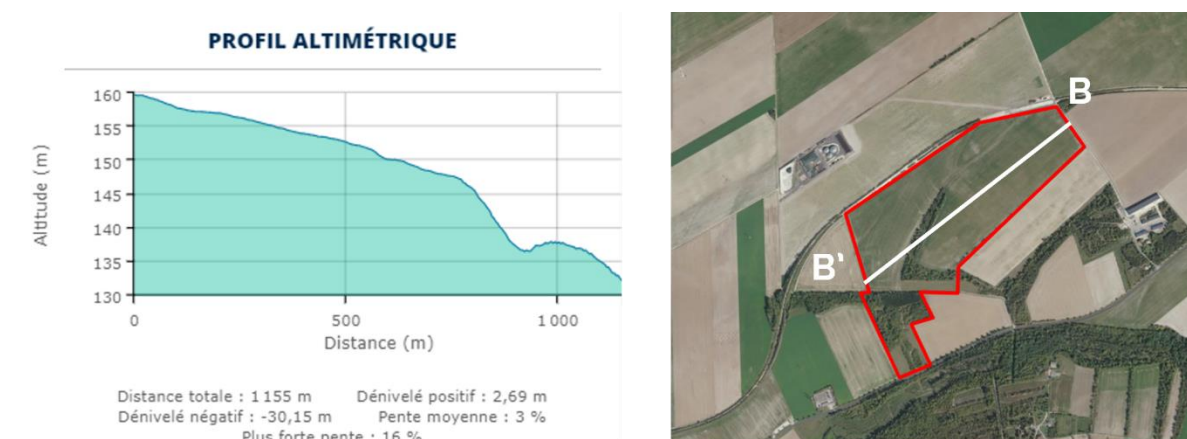 PROFIL ALTIMÉTRIQUE
160
155
150
145
140
135
130
Altitude (m)
0 500 1 000
Distance (m)
Distance totale : 1 155 m Dénivelé positif : 2,69 m
Dénivelé négatif : -30,15 m Pente moyenne : 3 %
Plus forte pente : 16 %
B
B'